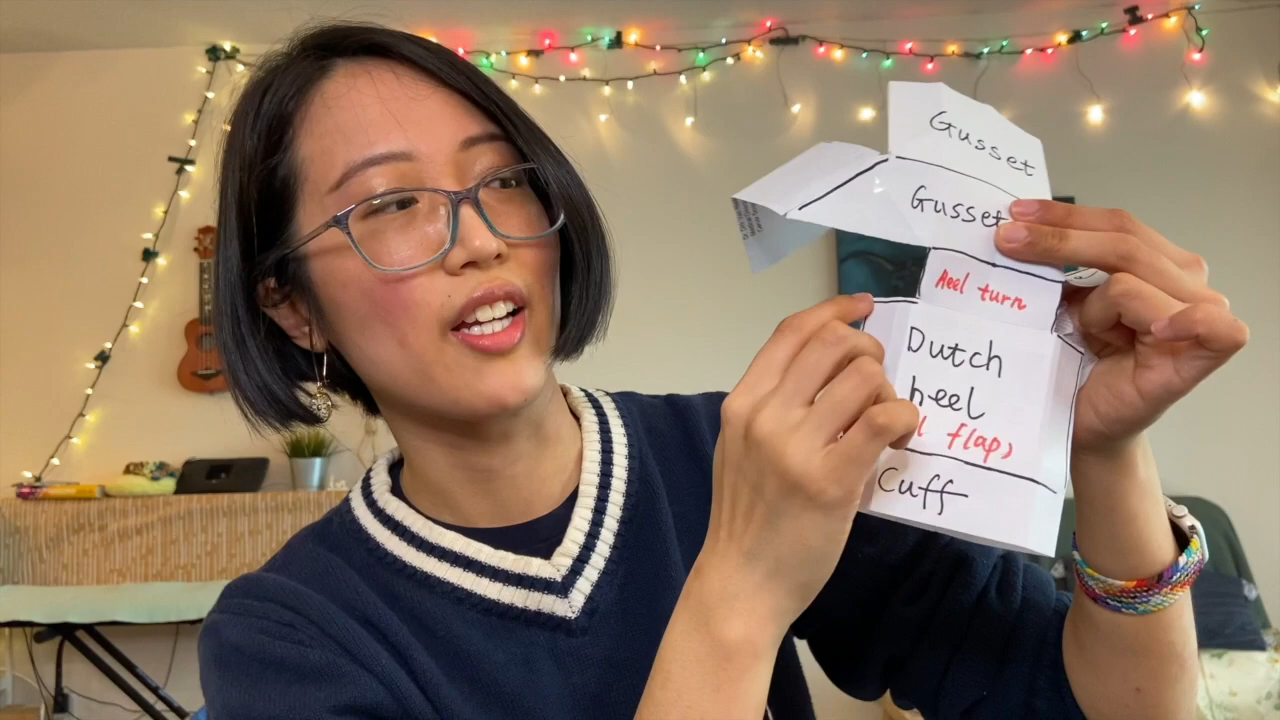 Gusset
Gusset
Heel turn
Dutch
heel
flap,
Cuff